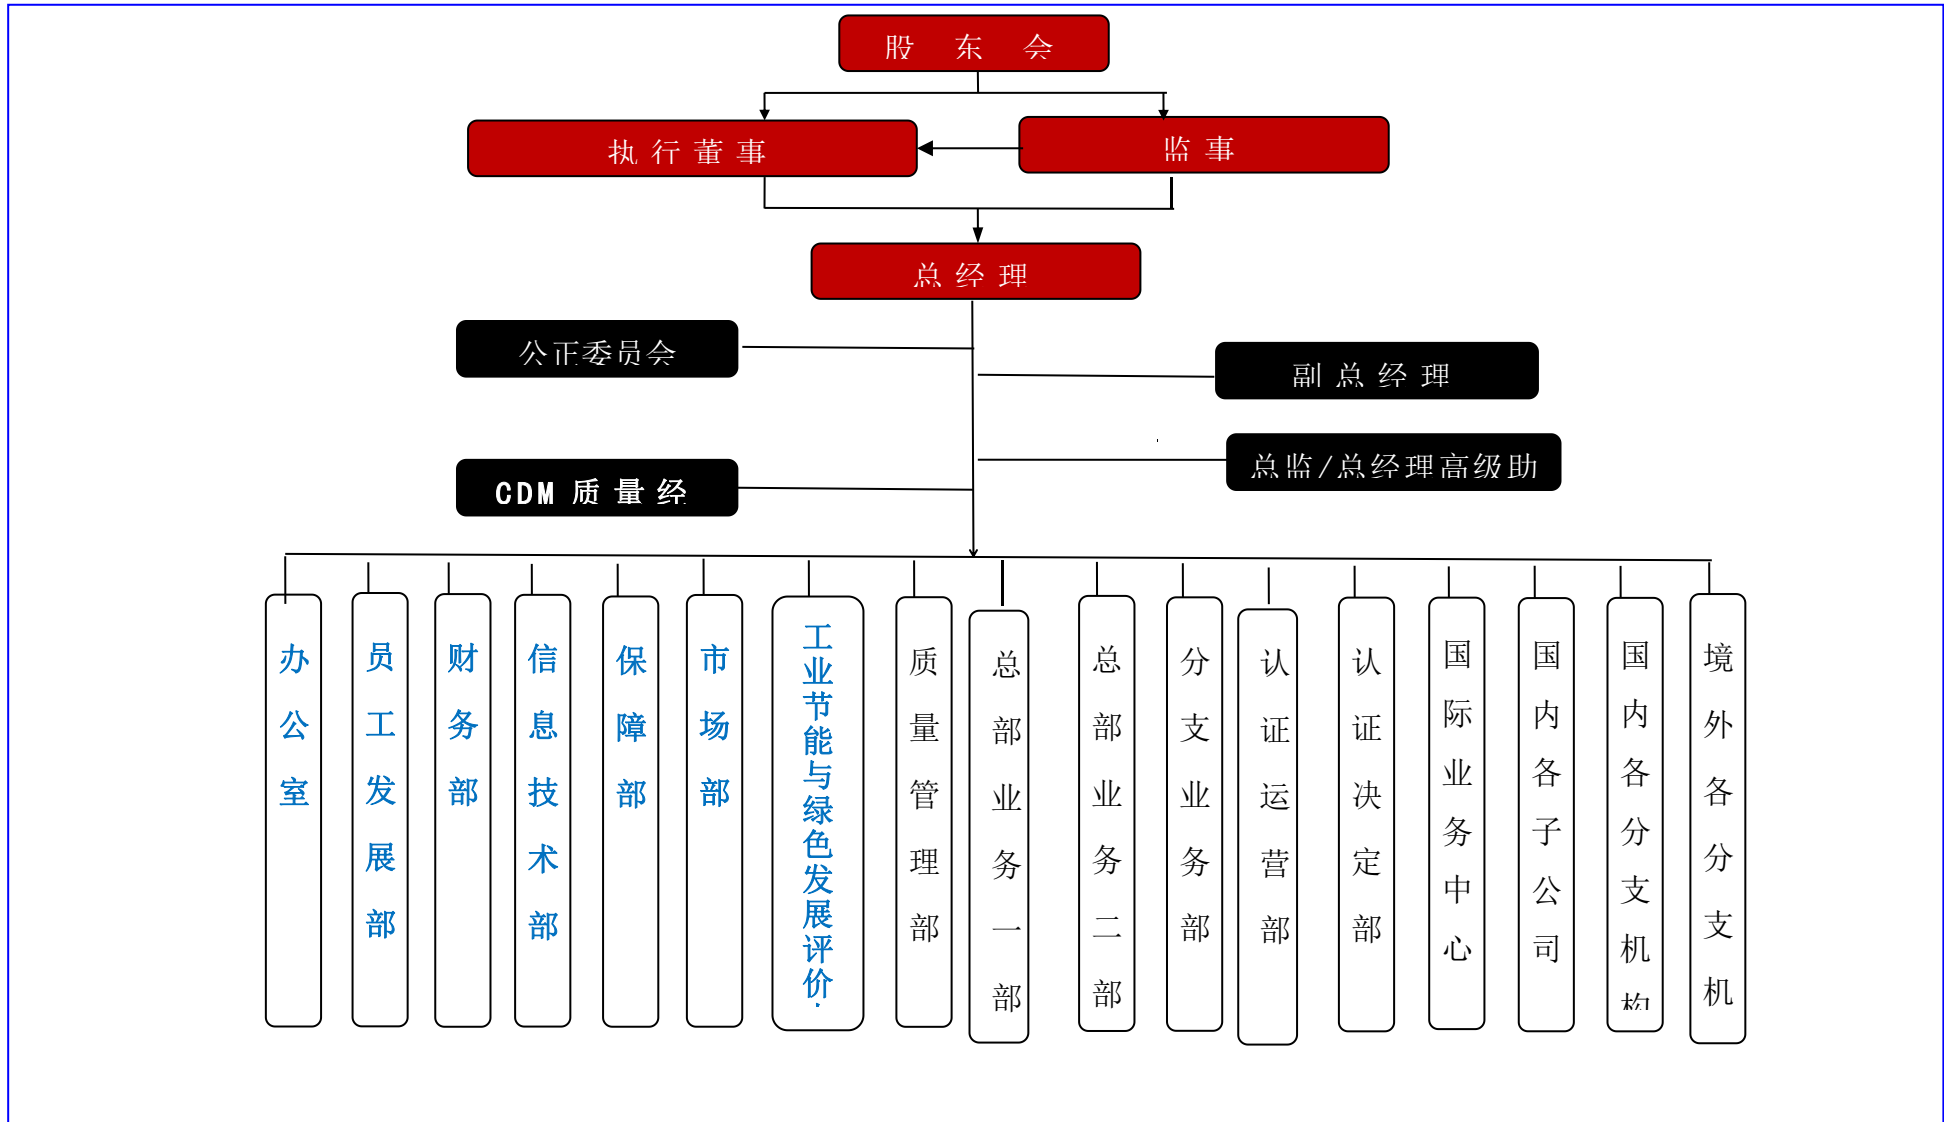 股 东 会
执行董事
监事
总经理
公正委员会
副总经理
总监/总经理高级助
CDM 质量经
办公室
员工发展部
财务部
信息技术部
保障部
市场部
工业节能与绿色发展评价
质量管理部
总部业务一部
总部业务二部
分支业务部
认证运营部
认证决定部
国际业务中心
国内各子公司
国内各分支机构
境外各分支机